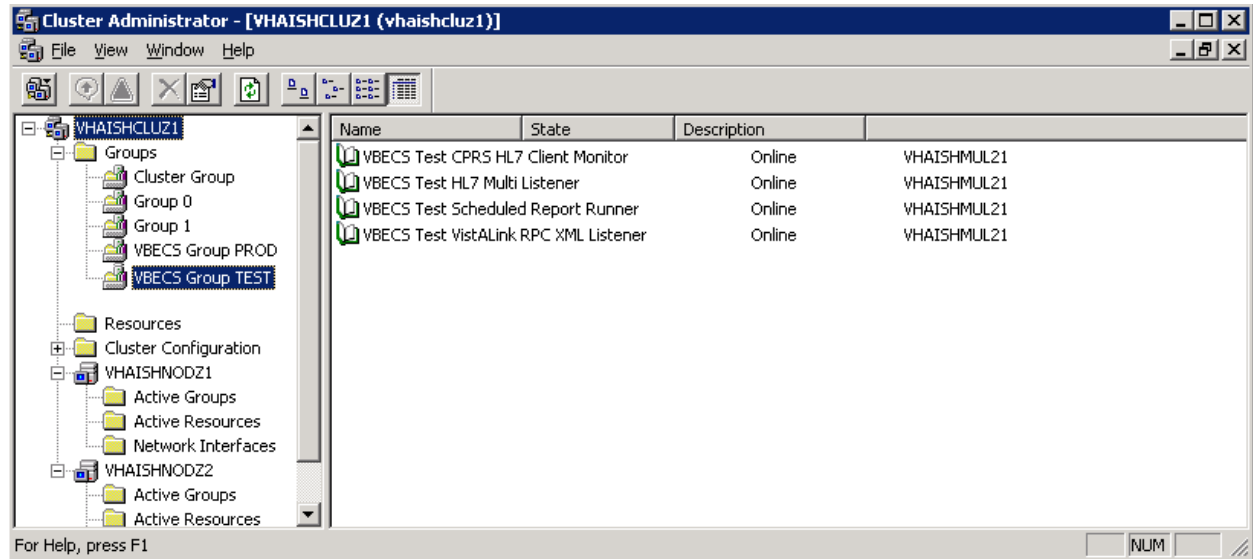 Cluster Administrator - [VHAISHCLUZ1 (vhaishcluz1)]
File View Window Help
VHAISHCLUZ1
Groups
Cluster Group
Group 0
Group 1
VBECS Group PROD
VBECS Group TEST
Resources
Cluster Configuration
VHAISHNODZ1
Active Groups
Active Resources
Network Interfaces
VHAISHNODZ2
Active Groups
Active Resources
Name State Description
VBECS Test CPRS HL7 Client Monitor Online VHAISHMUL21
VBECS Test HL7 Multi Listener Online VHAISHMUL21
VBECS Test Scheduled Report Runner Online VHAISHMUL21
VBECS Test VistALink RPC XML Listener Online VHAISHMUL21
For Help, press F1 NUM